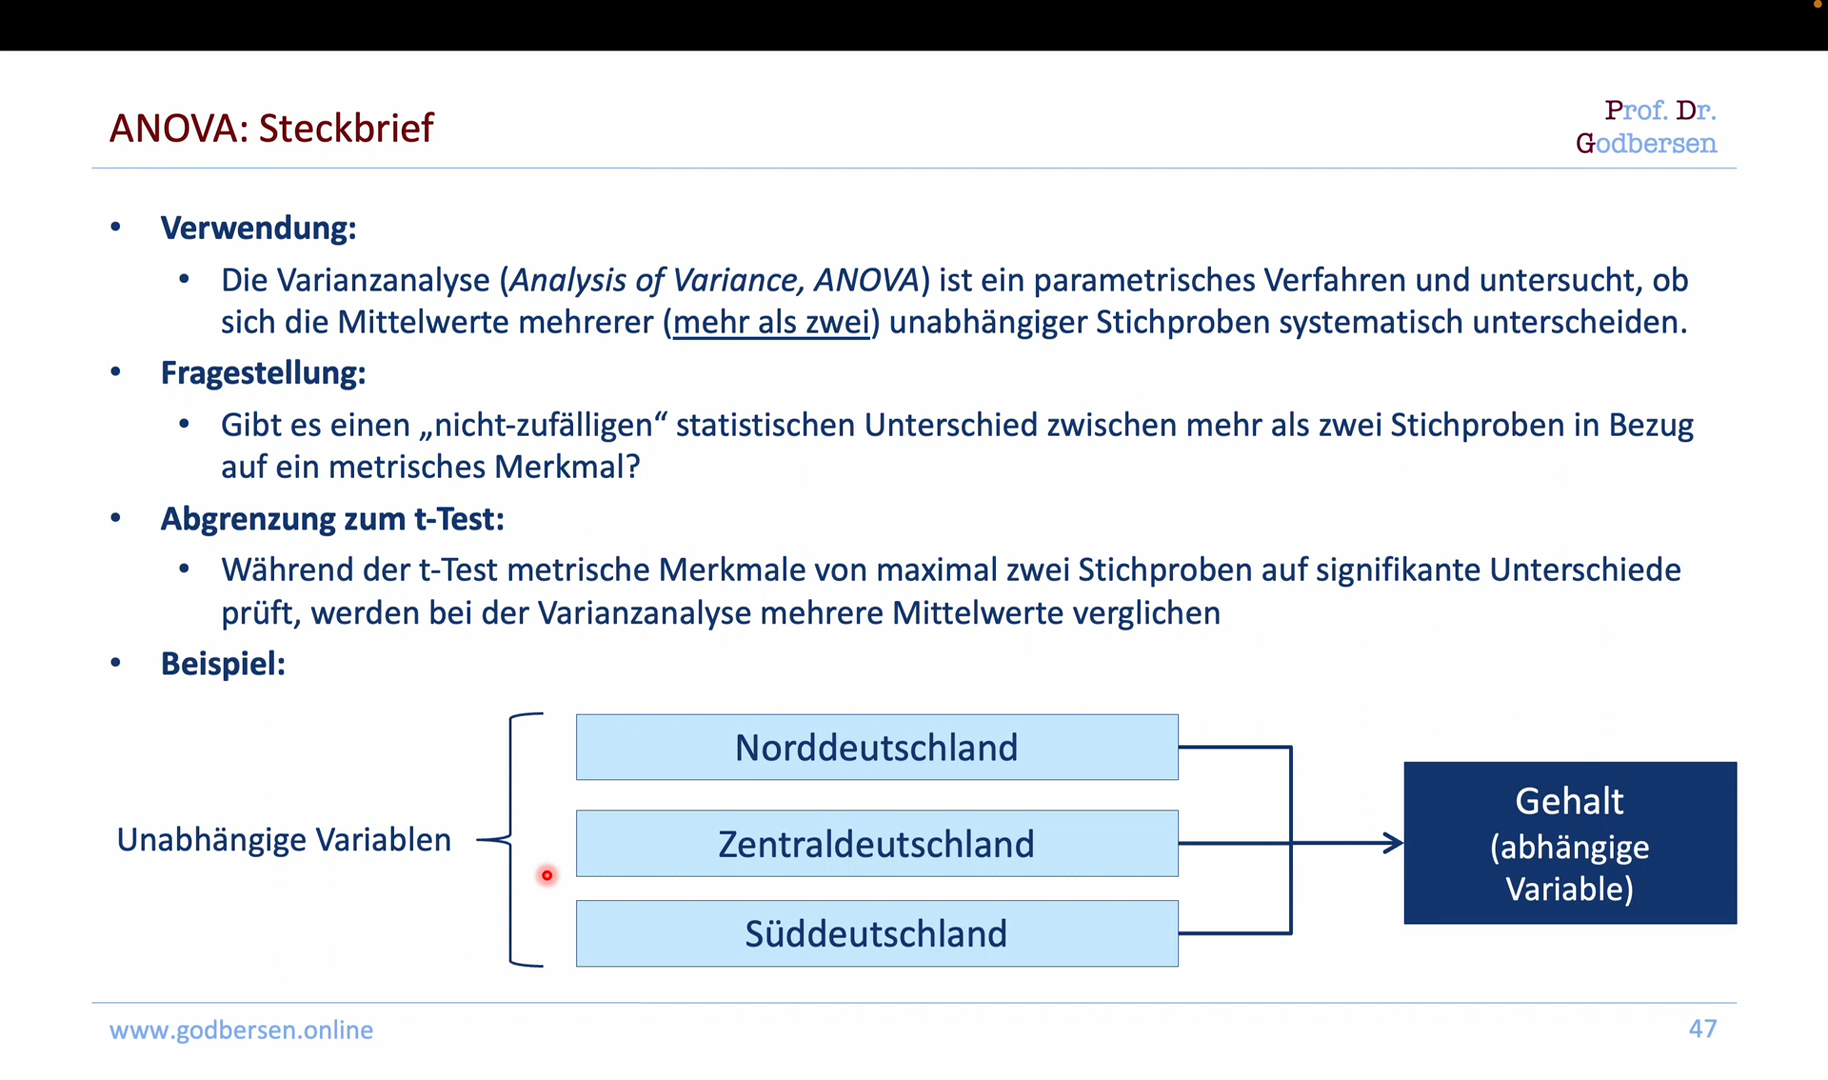 ANOVA: Steckbrief
Prof. Dr.
Godbersen
• Verwendung:
• Die Varianzanalyse (Analysis of Variance, ANOVA) ist ein parametrisches Verfahren und untersucht, ob
sich die Mittelwerte mehrerer (mehr als zwei) unabhängiger Stichproben systematisch unterscheiden.
• Fragestellung:
• Gibt es einen „nicht-zufälligen“ statistischen Unterschied zwischen mehr als zwei Stichproben in Bezug
auf ein metrisches Merkmal?
• Abgrenzung zum t-Test:
• Während der t-Test metrische Merkmale von maximal zwei Stichproben auf signifikante Unterschiede
prüft, werden bei der Varianzanalyse mehrere Mittelwerte verglichen
• Beispiel:
Unabhängige Variablen
Norddeutschland
Zentraldeutschland
Süddeutschland
Gehalt
(abhängige
Variable)
www.godbersen.online
47